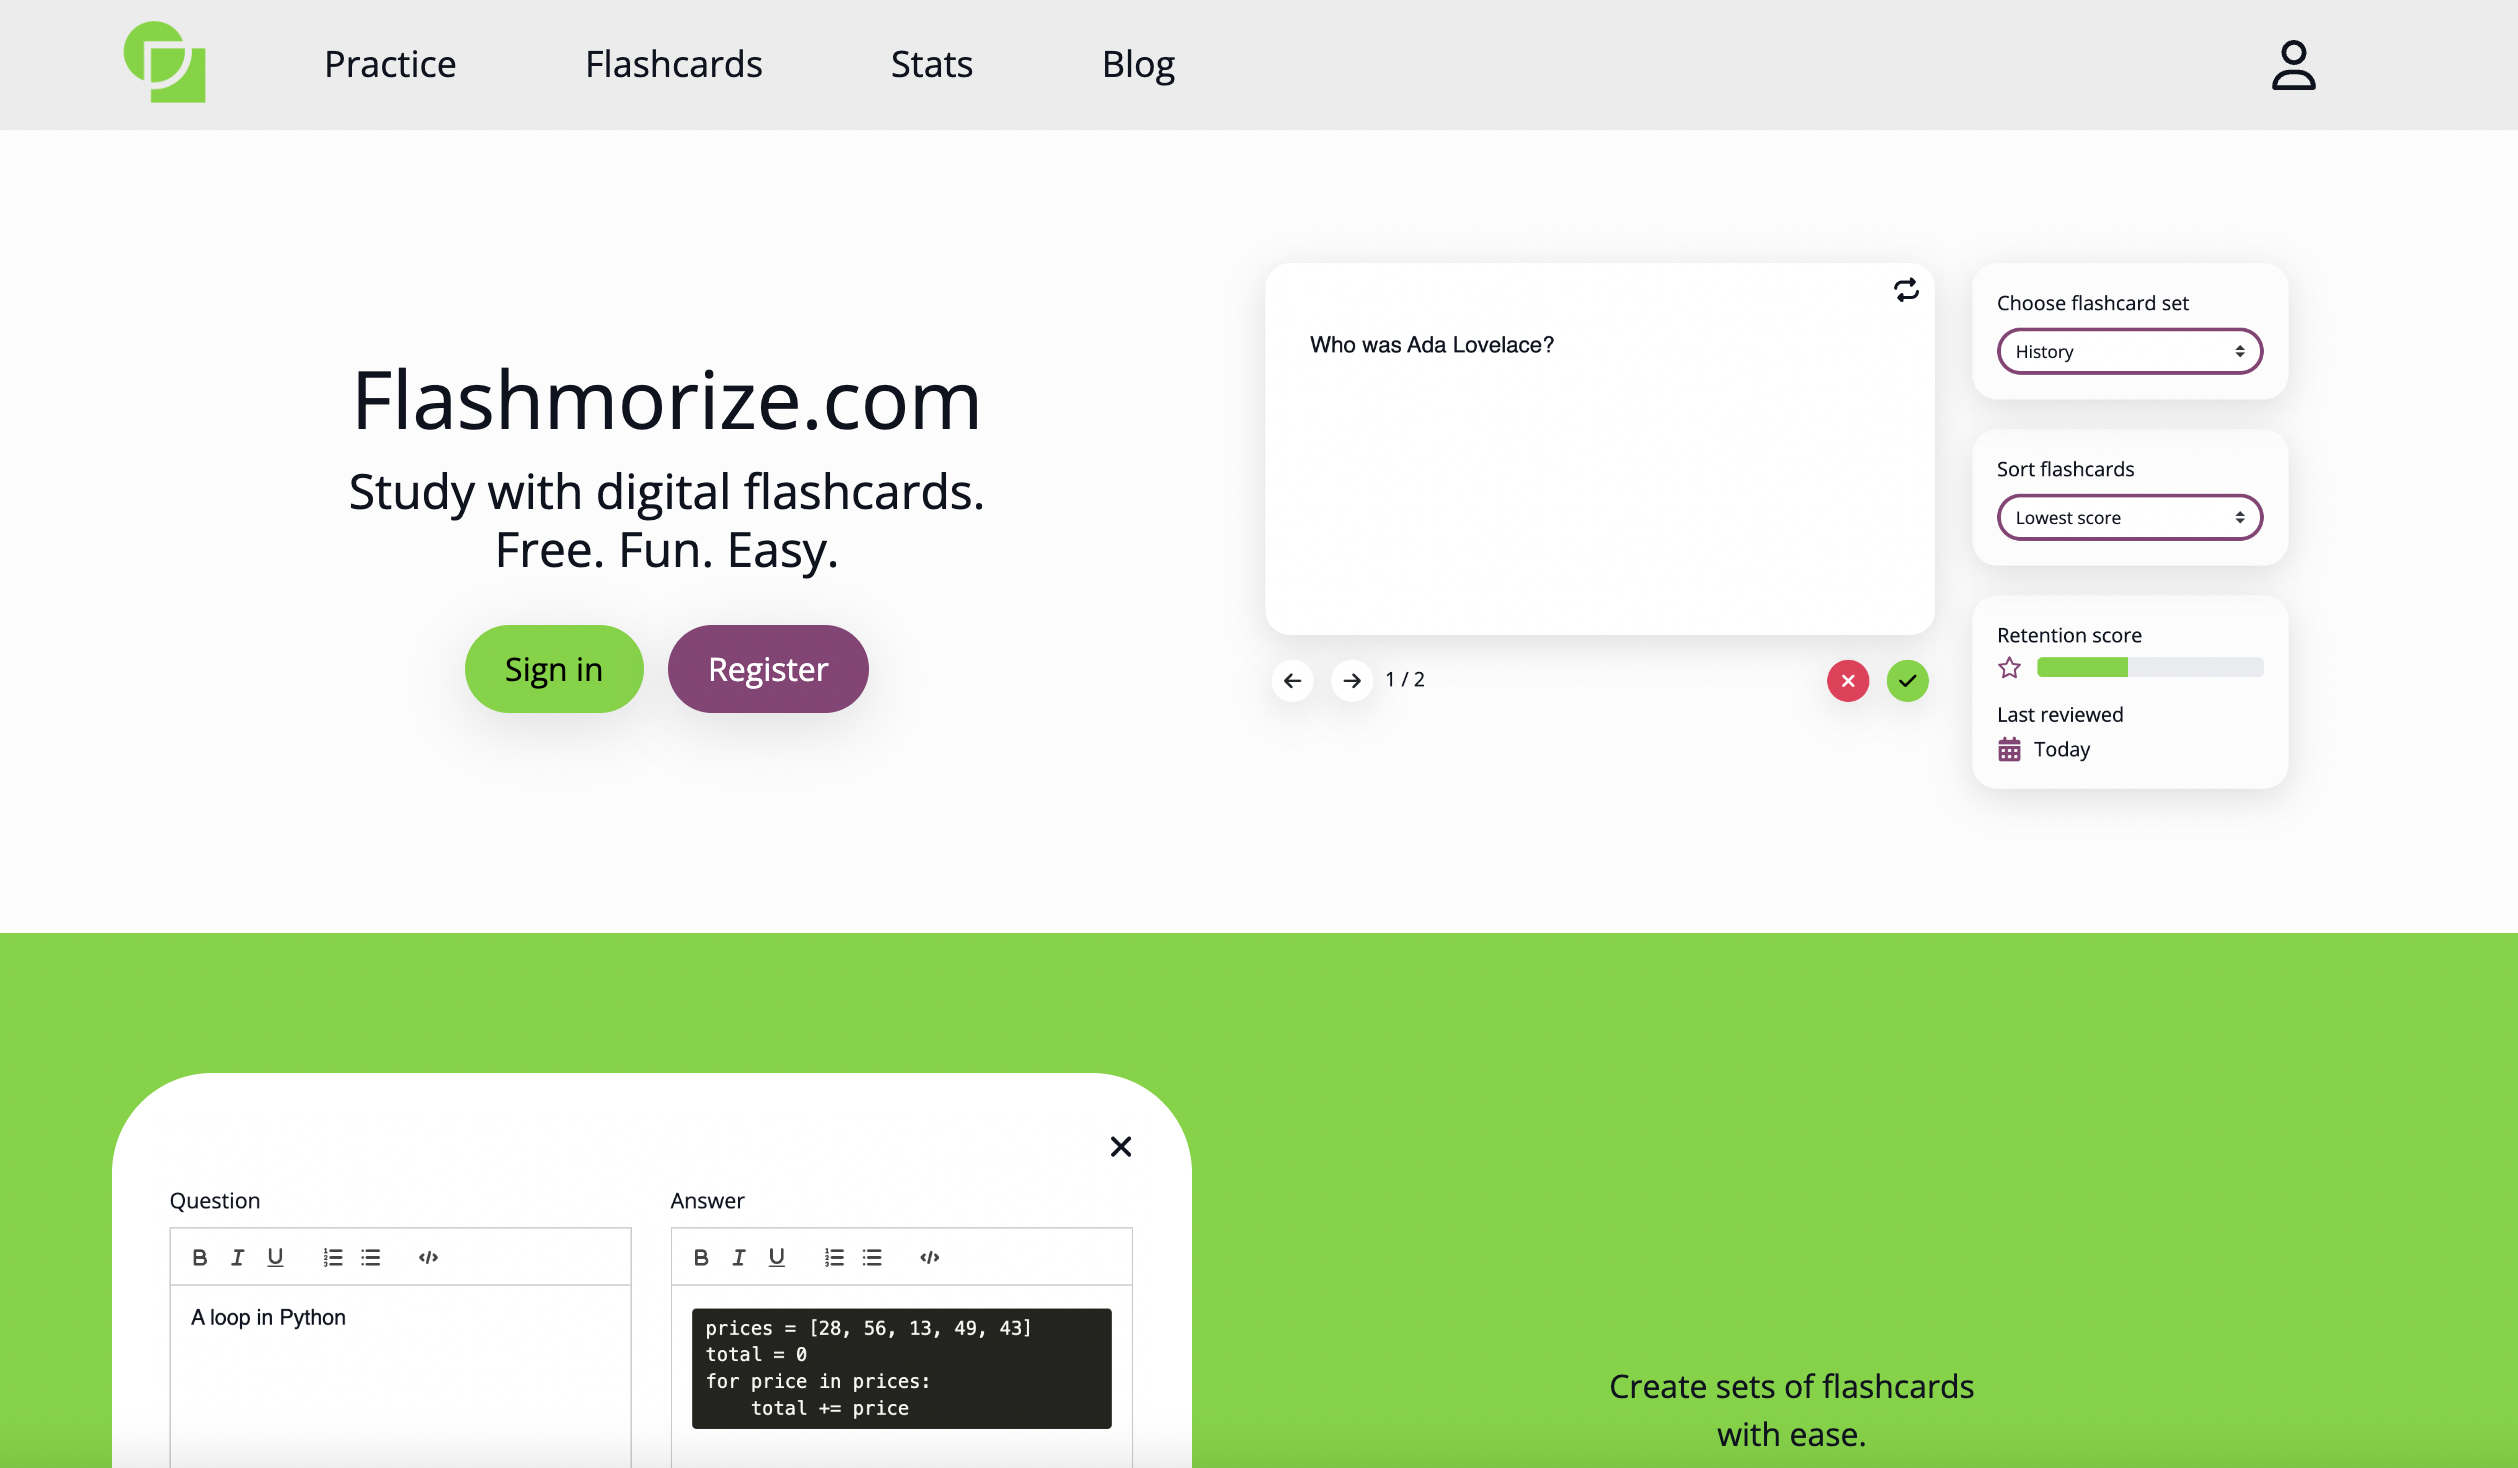 Practice
Flashcards
Stats
Blog
Flashmorize.com
Study with digital flashcards.
Free. Fun. Easy.
Sign in
Register
Who was Ada Lovelace?
1 / 2
Choose flashcard set
History
Sort flashcards
Lowest score
Retention score
Last reviewed
Today
Question
B I U
A loop in Python
Answer
B I U
prices = [28, 56, 13, 49, 43]
total = 0
for price in prices:
    total += price
Create sets of flashcards
with ease.